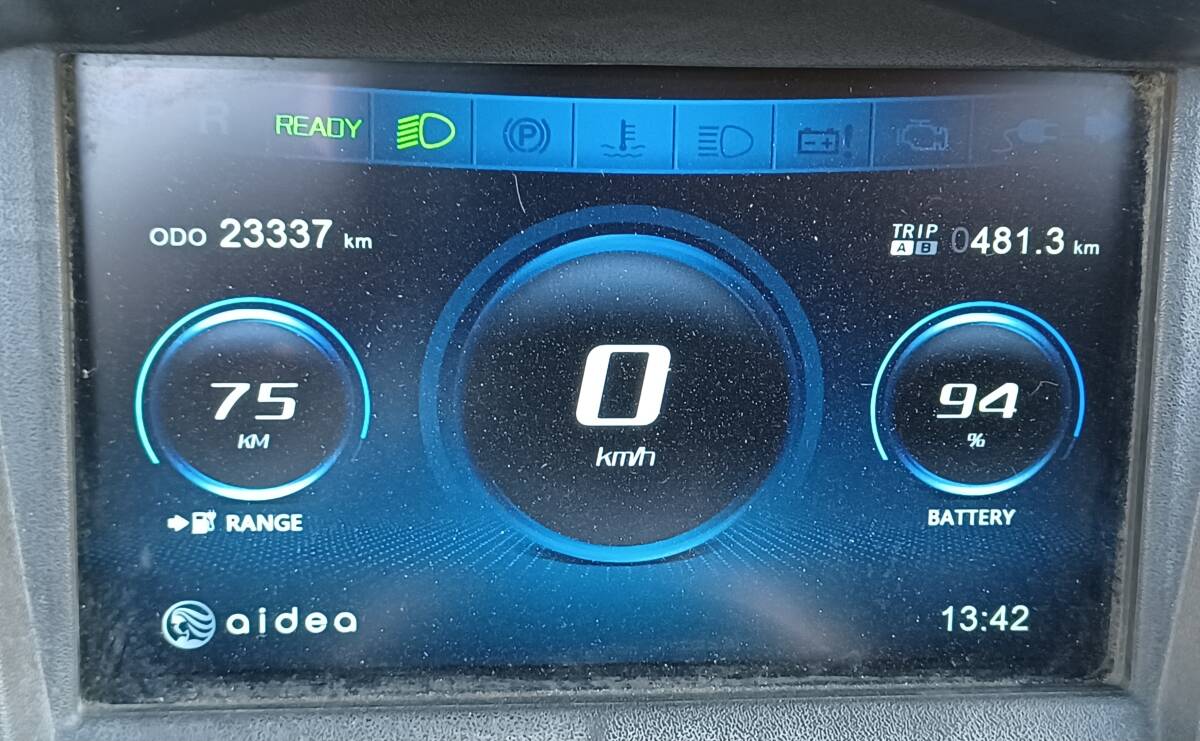 R
READY
P
ODO 23337 km
TRIP
A B
0481.3 km
75
KM
RANGE
0
km/h
94
%
BATTERY
aidea
13:42